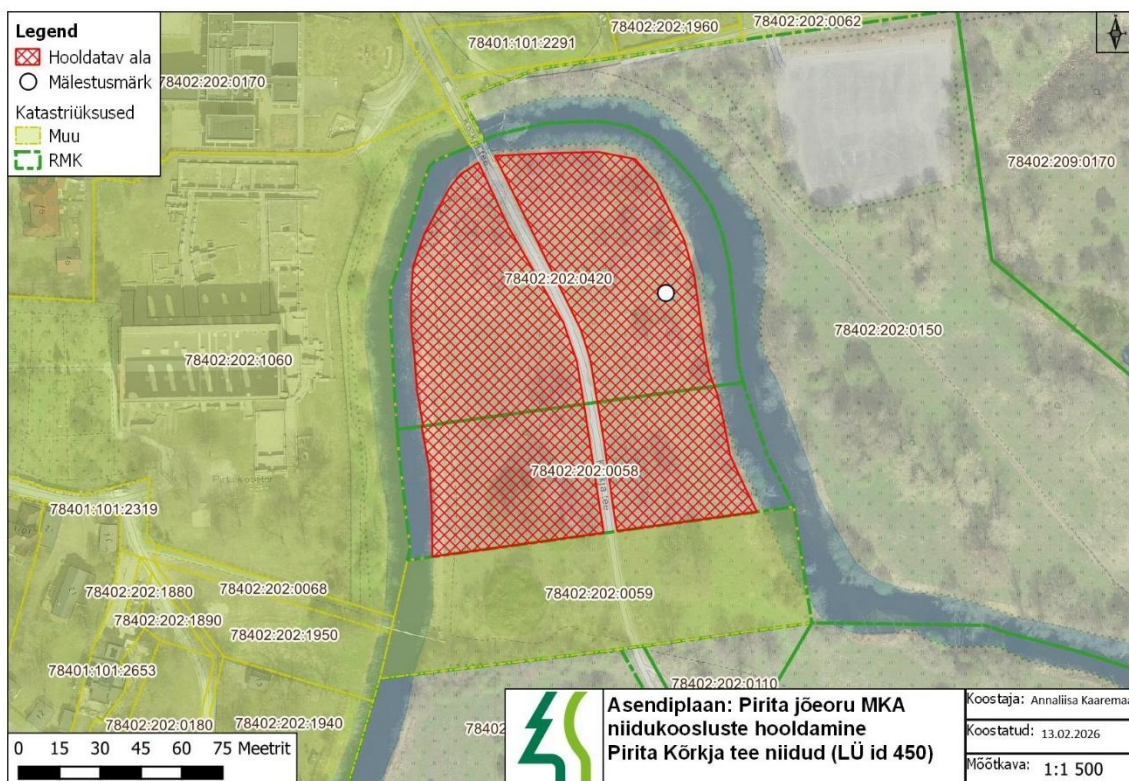 Legend
Hooldatav ala
Mälestusmärk
Katastriüksused
Muu
RMK
78402:202:1960
78402:202:0062
78401:101:2291
78402:202:0170
78402:209:0170
78402:202:0420
78402:202:0150
78402:202:1060
78402:202:0058
78401:101:2319
78402:202:0059
78402:202:0068
78402:202:1880
78402:202:1890
78402:202:1950
78401:101:2653
78402:202:0110
78402:202:0180
78402:202:1940
0 15 30 45 60 75 Meetrit
Asendiplaan: Pirita jõeoru MKA
niidukoosluste hooldamine
Pirita Kõrkja tee niidud (LÜ id 450)
Koostaja: Annaliisa Kaaremaa
Koostatud: 13.02.2026
Mõõtkava: 1:1 500